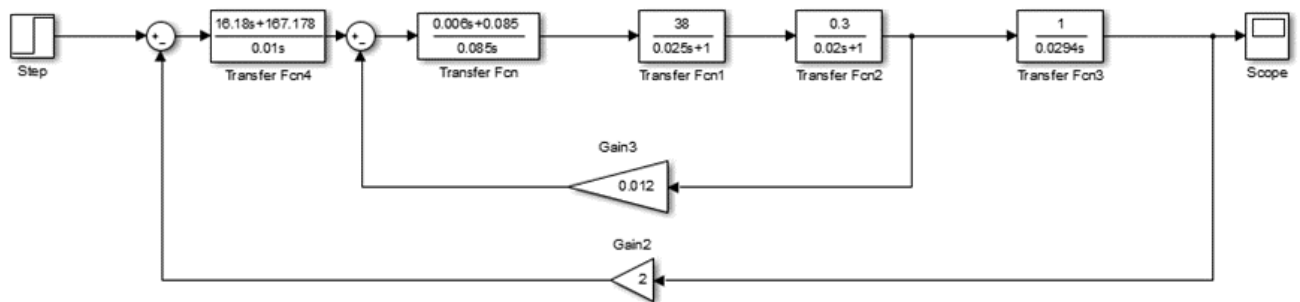 Step
16.18s+167.178
0.01s
Transfer Fcn4
0.006s+0.085
0.085s
Transfer Fcn
38
0.025s+1
Transfer Fcn1
0.3
0.02s+1
Transfer Fcn2
1
0.0294s
Transfer Fcn3
Scope
Gain3
0.012
Gain2
2